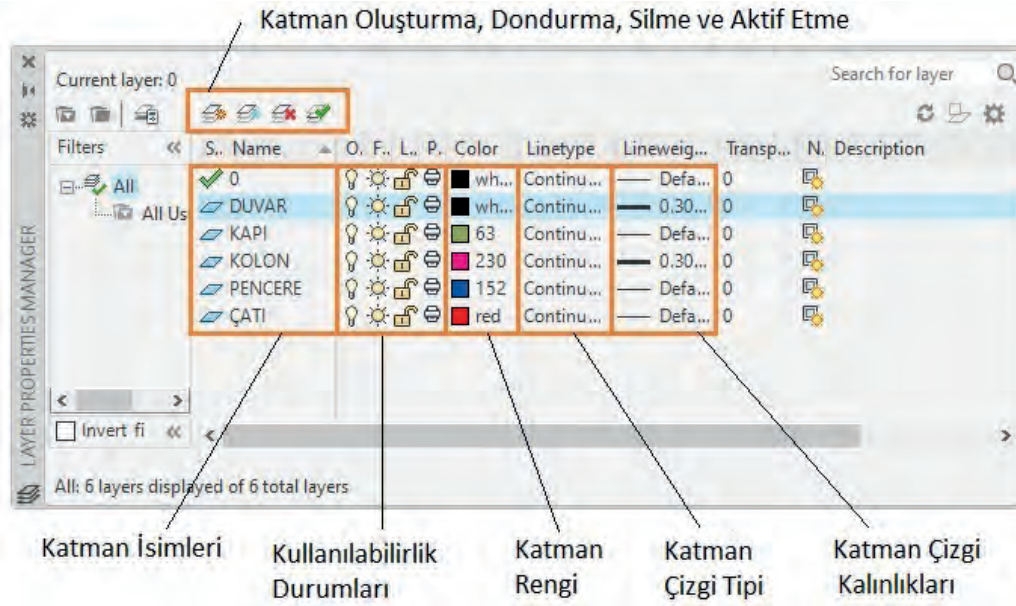 Katman Oluşturma, Dondurma, Silme ve Aktif Etme
Current layer: 0
Search for layer
Filters « S.. Name O. F.. L.. P. Color Linetype Lineweig... Transp... N. Description
All
All Us
0 wh... Continu... Defa... 0
DUVAR wh... Continu... 0.30... 0
KAPI 63 Continu... Defa... 0
KOLON 230 Continu... 0.30... 0
PENCERE 152 Continu... Defa... 0
ÇATI red Continu... Defa... 0
Invert fi «
LAYER PROPERTIES MANAGER
All: 6 layers displayed of 6 total layers
Katman İsimleri
Kullanılabilirlik
Durumları
Katman
Rengi
Katman
Çizgi Tipi
Katman Çizgi
Kalınlıkları